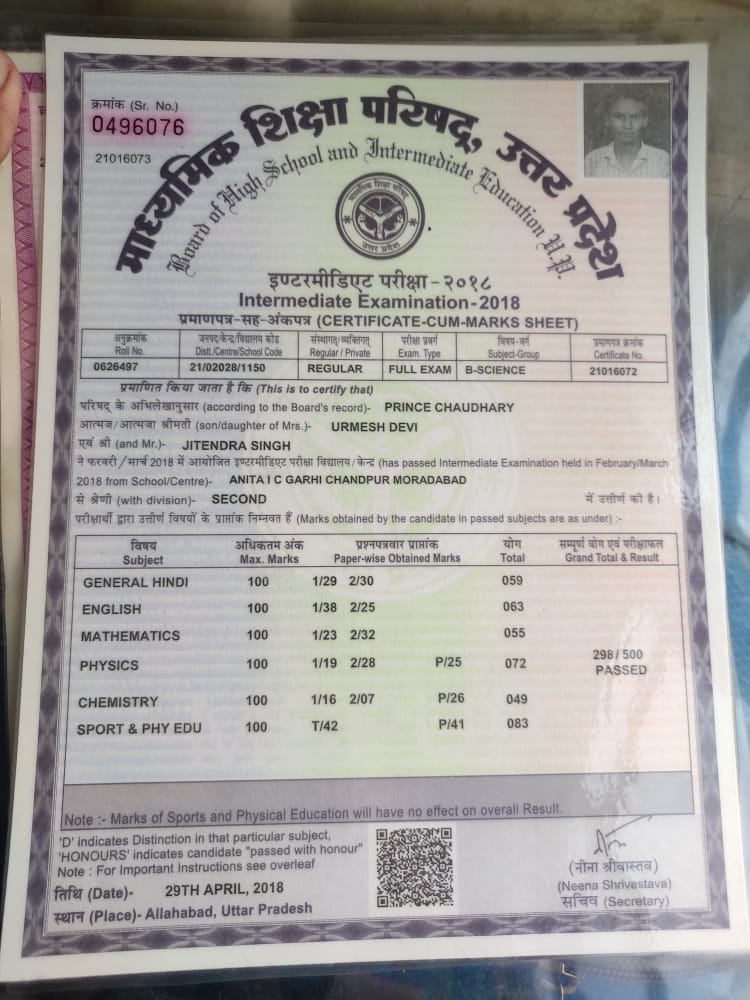 क्रमांक (Sr. No.)
0496076
21016073
माध्यमिक शिक्षा परिषद्, उत्तर प्रदेश
Board of High School and Intermediate Education U.P.
उत्तर प्रदेश
इण्टरमीडिएट परीक्षा-२०१८
Intermediate Examination-2018
प्रमाणपत्र-सह-अंकपत्र (CERTIFICATE-CUM-MARKS SHEET)
अनुक्रमांक जनपद/केन्द्र/विद्यालय कोड संस्थागत/व्यक्तिगत परीक्षा प्रवर्ग विषय-वर्ग प्रमाणपत्र क्रमांक
Roll No. Distt./Centre/School Code Regular / Private Exam. Type Subject-Group Certificate No.
0626497 21/02028/1150 REGULAR FULL EXAM B-SCIENCE 21016072
प्रमाणित किया जाता है कि (This is to certify that)
परिषद् के अभिलेखानुसार (according to the Board's record)- PRINCE CHAUDHARY
आत्मज/आत्मजा श्रीमती (son/daughter of Mrs.)- URMESH DEVI
एवं श्री (and Mr.)- JITENDRA SINGH
ने फरवरी/मार्च 2018 में आयोजित इण्टरमीडिएट परीक्षा विद्यालय/केन्द्र (has passed Intermediate Examination held in February/March
2018 from School/Centre)- ANITA I C GARHI CHANDPUR MORADABAD
से श्रेणी (with division)- SECOND में उत्तीर्ण की है।
परीक्षार्थी द्वारा उत्तीर्ण विषयों के प्राप्तांक निम्नवत हैं (Marks obtained by the candidate in passed subjects are as under) :-
विषय अधिकतम अंक प्रश्नपत्रवार प्राप्तांक योग सम्पूर्ण योग एवं परीक्षाफल
Subject Max. Marks Paper-wise Obtained Marks Total Grand Total & Result
GENERAL HINDI 100 1/29 2/30 059
ENGLISH 100 1/38 2/25 063
MATHEMATICS 100 1/23 2/32 055
PHYSICS 100 1/19 2/28 P/25 072 298/500
PASSED
CHEMISTRY 100 1/16 2/07 P/26 049
SPORT & PHY EDU 100 T/42 P/41 083
Note :- Marks of Sports and Physical Education will have no effect on overall Result.
'D' indicates Distinction in that particular subject,
'HONOURS' indicates candidate "passed with honour"
Note : For Important Instructions see overleaf
तिथि (Date)- 29TH APRIL, 2018
स्थान (Place)- Allahabad, Uttar Pradesh
(नीना श्रीवास्तव)
(Neena Shrivastava)
सचिव (Secretary)